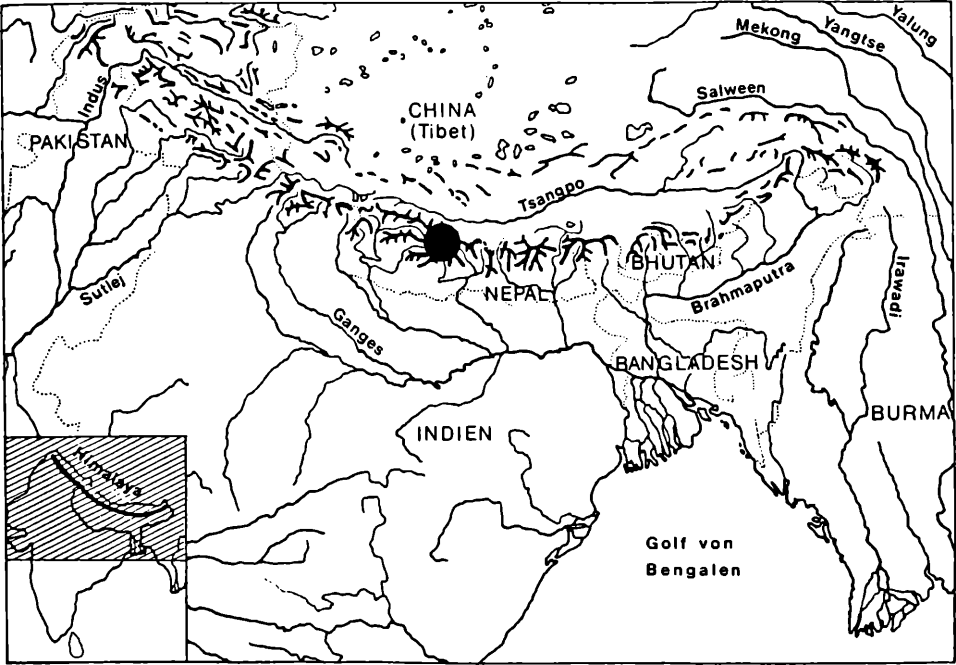 Yalung
Yangtse
Mekong
Indus
Salween
CHINA
(Tibet)
PAKISTAN
Tsangpo
BHUTAN
Sutlej
NEPAL
Brahmaputra
Irawadi
Ganges
BANGLADESH
BURMA
INDIEN
Himalaya
Golf von
Bengalen